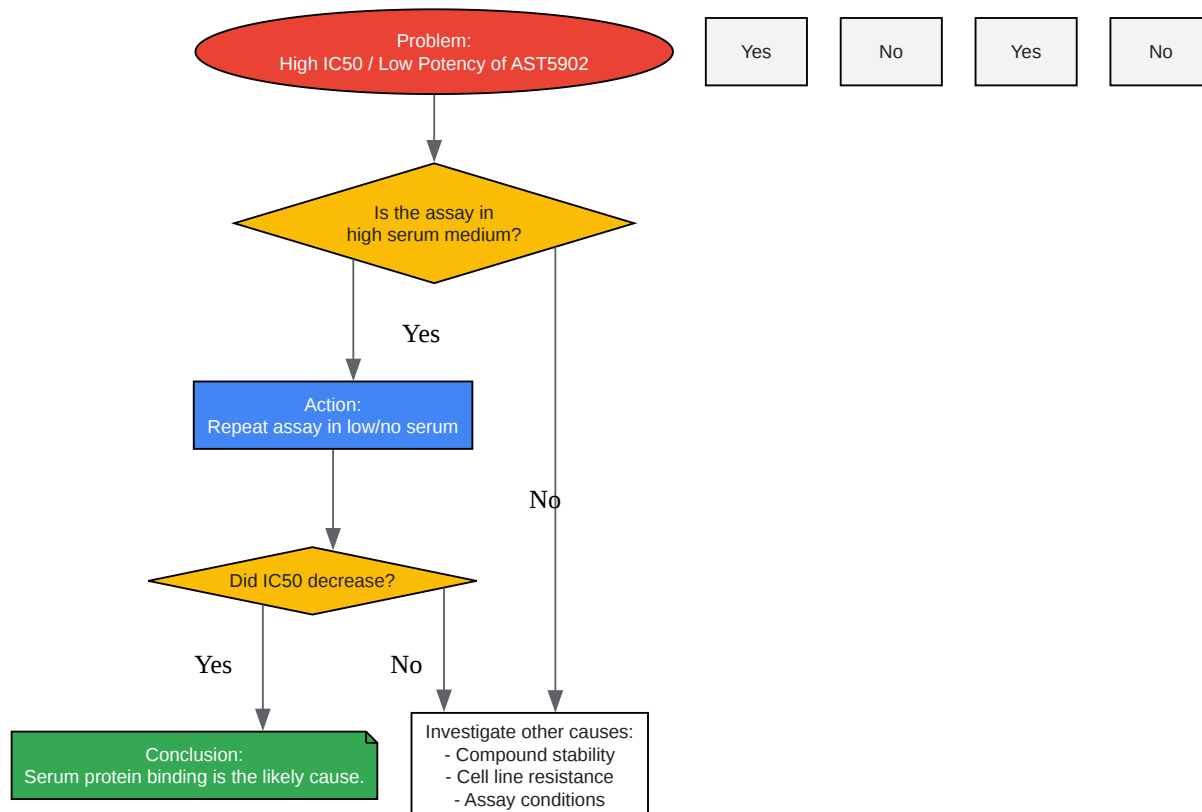 Problem:
High IC50 / Low Potency of AST5902
Yes
No
Yes
No
Is the assay in
high serum medium?
Yes
Action:
Repeat assay in low/no serum
No
Did IC50 decrease?
Yes
No
Conclusion:
Serum protein binding is the likely cause.
Investigate other causes:
- Compound stability
- Cell line resistance
- Assay conditions